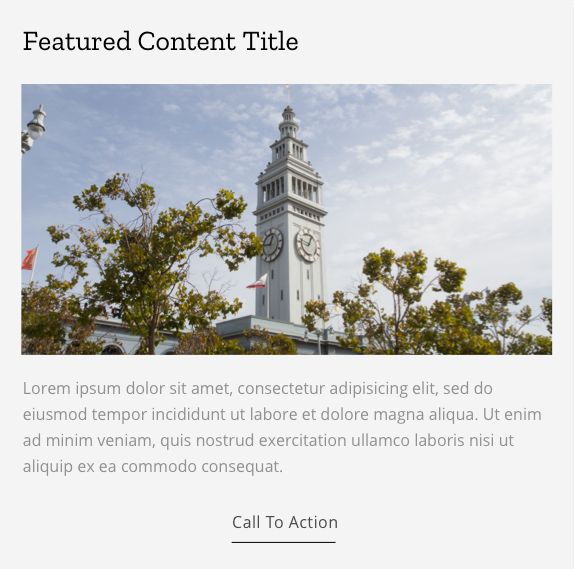 Featured Content Title
Lorem ipsum dolor sit amet, consectetur adipisicing elit, sed do
eiusmod tempor incididunt ut labore et dolore magna aliqua. Ut enim
ad minim veniam, quis nostrud exercitation ullamco laboris nisi ut
aliquip ex ea commodo consequat.
Call To Action